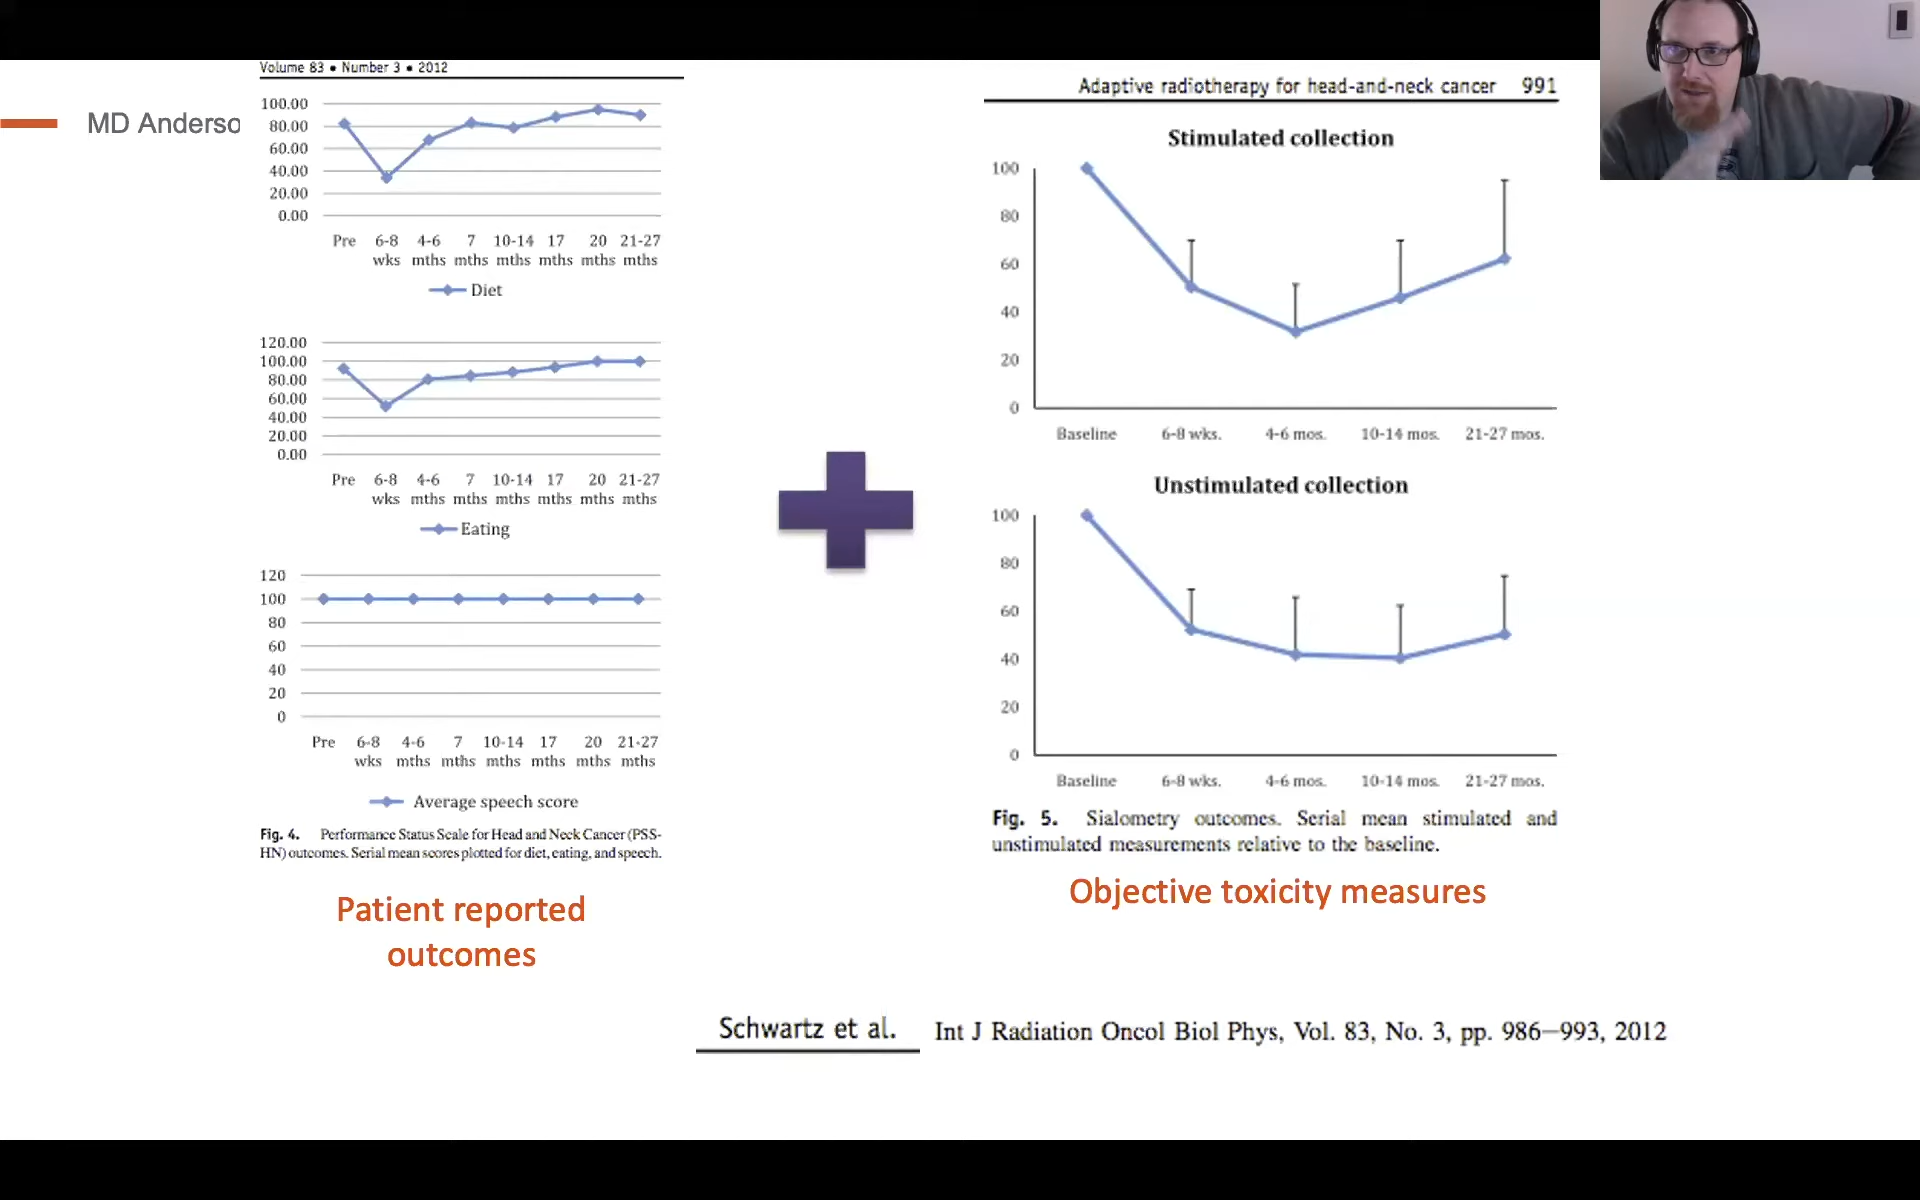 MD Anderso
Volume 83 • Number 3 • 2012
100.00
80.00
60.00
40.00
20.00
0.00
Pre 6-8 4-6 7 10-14 17 20 21-27
wks mths mths mths mths mths mths
Diet
120.00
100.00
80.00
60.00
40.00
20.00
0.00
Pre 6-8 4-6 7 10-14 17 20 21-27
wks mths mths mths mths mths mths
Eating
120
100
80
60
40
20
0
Pre 6-8 4-6 7 10-14 17 20 21-27
wks mths mths mths mths mths mths
Average speech score
Fig. 4. Performance Status Scale for Head and Neck Cancer (PSS-
HN) outcomes. Serial mean scores plotted for diet, eating, and speech.
Patient reported
outcomes
Adaptive radiotherapy for head-and-neck cancer 991
Stimulated collection
100
80
60
40
20
0
Baseline 6-8 wks. 4-6 mos. 10-14 mos. 21-27 mos.
Unstimulated collection
100
80
60
40
20
0
Baseline 6-8 wks. 4-6 mos. 10-14 mos. 21-27 mos.
Fig. 5. Sialometry outcomes. Serial mean stimulated and
unstimulated measurements relative to the baseline.
Objective toxicity measures
Schwartz et al. Int J Radiation Oncol Biol Phys, Vol. 83, No. 3, pp. 986–993, 2012